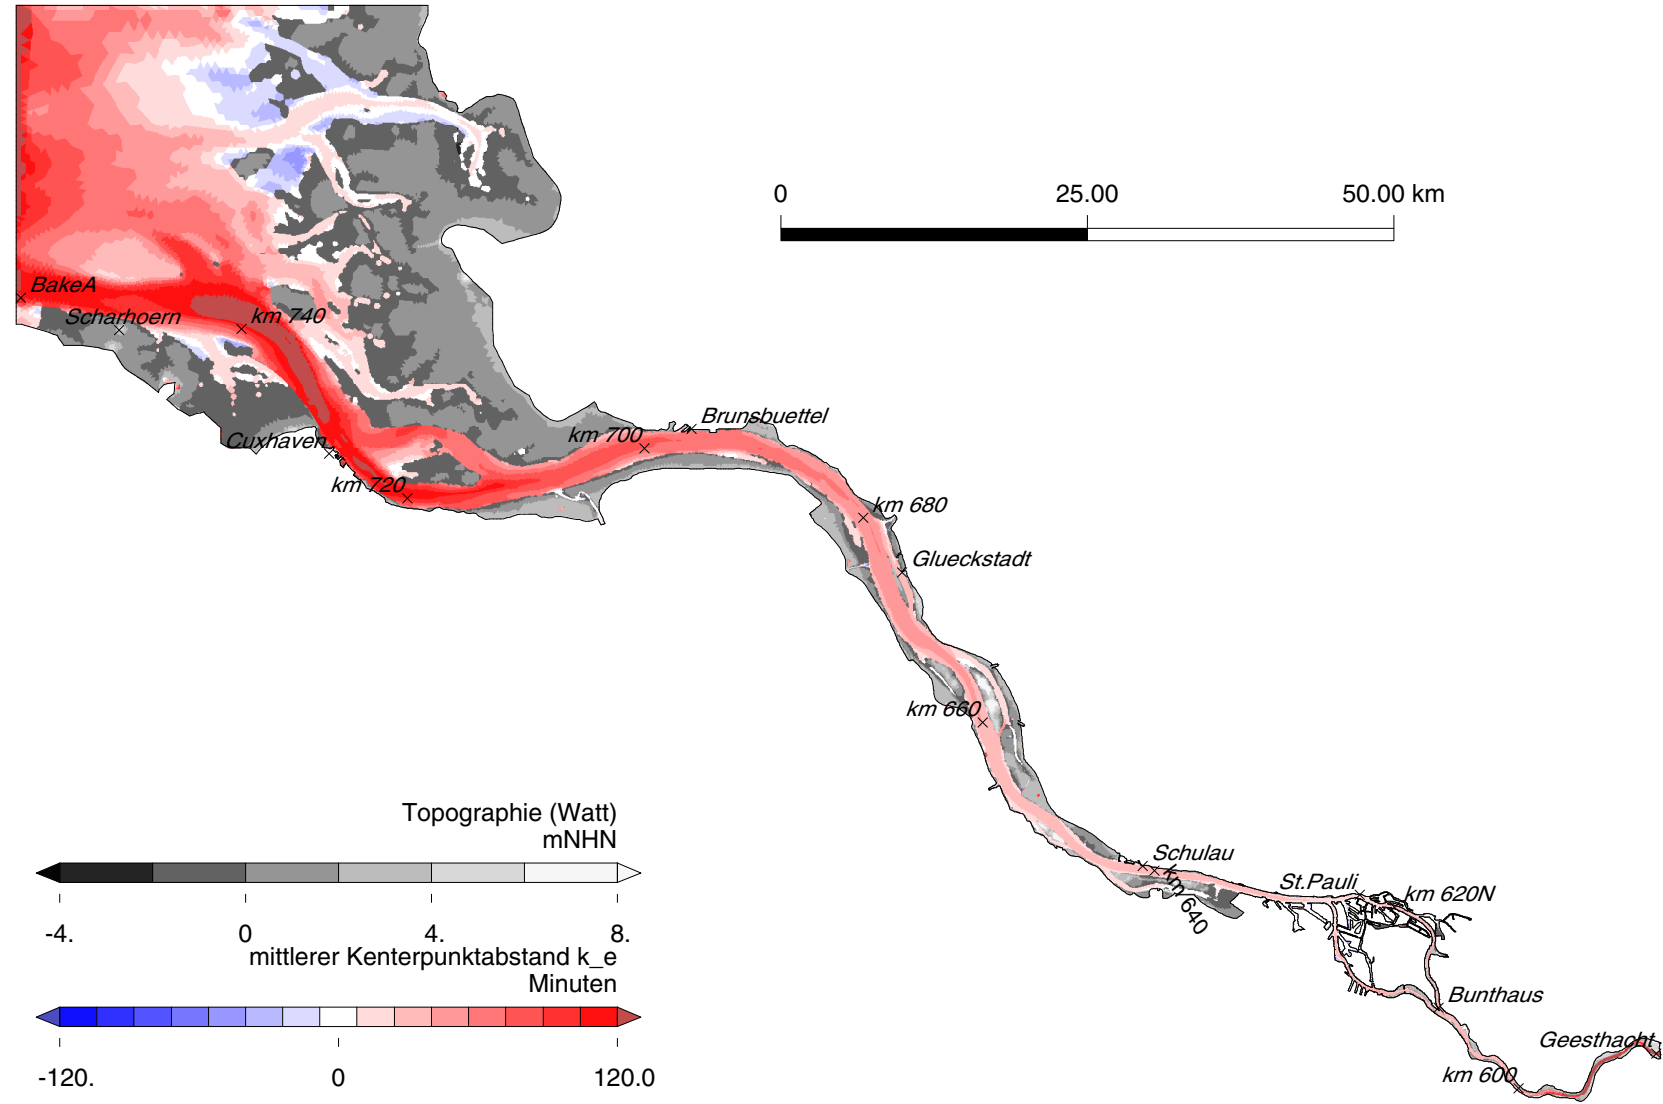 0 25.00 50.00 km
BakeA
Scharhoern
km 740
Cuxhaven
km 720
km 700
Brunsbuettel
km 680
Glueckstadt
km 660
Schulau
km 640
St.Pauli
km 620N
Bunthaus
Geesthacht
km 600
Topographie (Watt)
mNHN
-4. 0 4. 8.
mittlerer Kenterpunktabstand k_e
Minuten
-120. 0 120.0